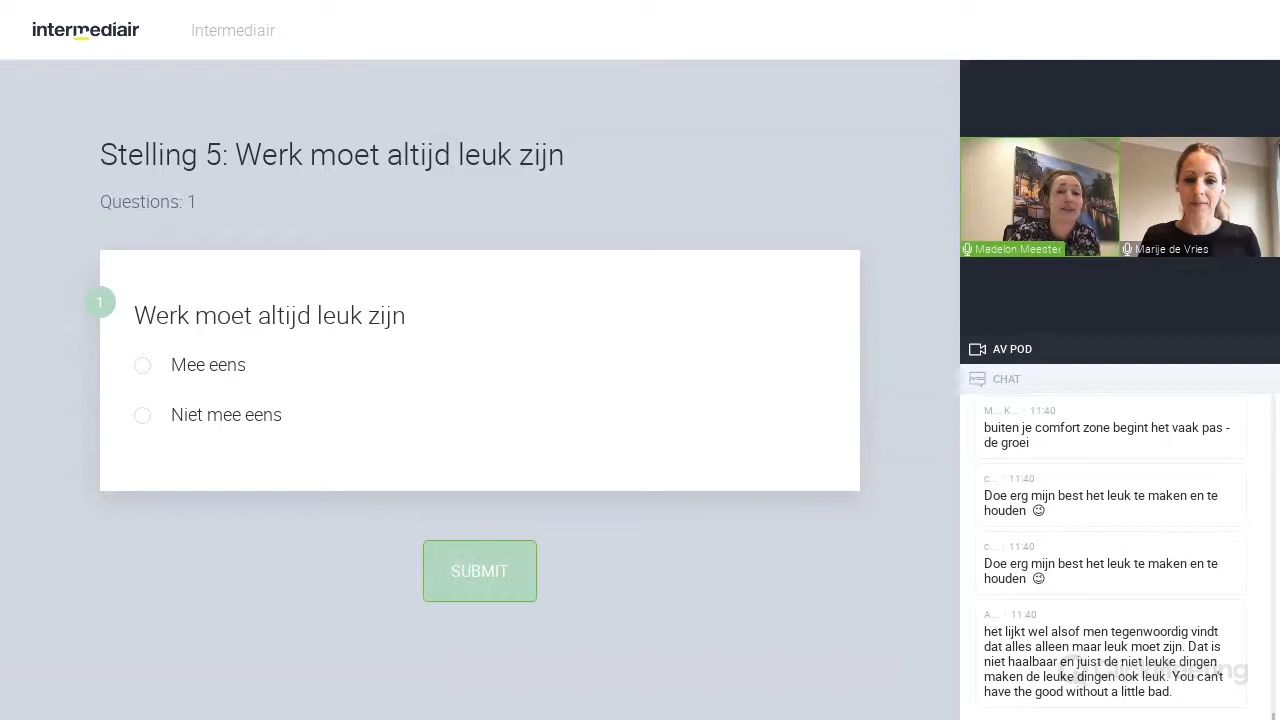 intermediair
Intermediair
Stelling 5: Werk moet altijd leuk zijn
Questions: 1
1
Werk moet altijd leuk zijn
Mee eens
Niet mee eens
SUBMIT
Madelon Meester
Marije de Vries
AV POD
CHAT
M... K... · 11:40
buiten je comfort zone begint het vaak pas -
de groei
c... · 11:40
Doe erg mijn best het leuk te maken en te
houden 😉
c... · 11:40
Doe erg mijn best het leuk te maken en te
houden 😉
A... · 11:40
het lijkt wel alsof men tegenwoordig vindt
dat alles alleen maar leuk moet zijn. Dat is
niet haalbaar en juist de niet leuke dingen
maken de leuke dingen ook leuk. You can't
have the good without a little bad.